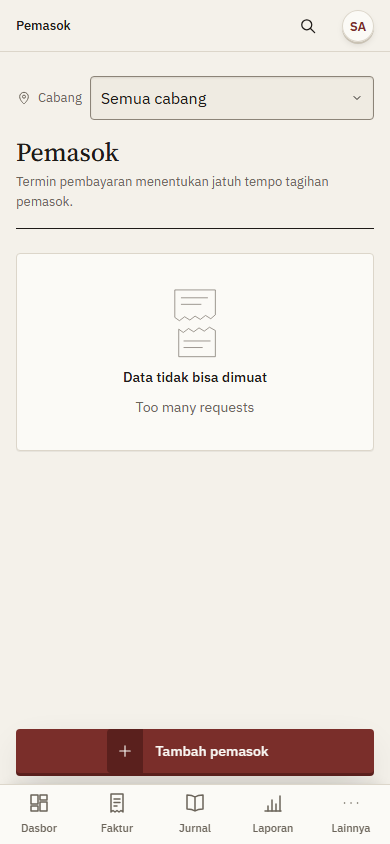 Pemasok
SA
Cabang
Semua cabang
Pemasok
Termin pembayaran menentukan jatuh tempo tagihan
pemasok.
Data tidak bisa dimuat
Too many requests
Tambah pemasok
Dasbor
Faktur
Jurnal
Laporan
Lainnya